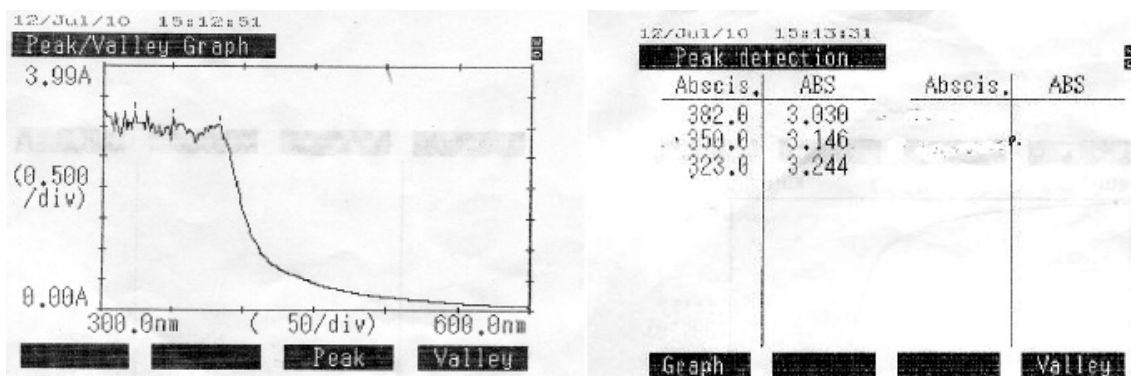 12/Jul/10 15:12:51
Peak/Valley Graph
3.99A
(0.500
/div)
0.00A
300.0nm ( 50/div) 600.0nm
Peak Valley
12/Jul/10 15:13:31
Peak detection
Abscis. ABS Abscis. ABS
382.0 3.030
350.0 3.146
323.0 3.244
Graph Valley